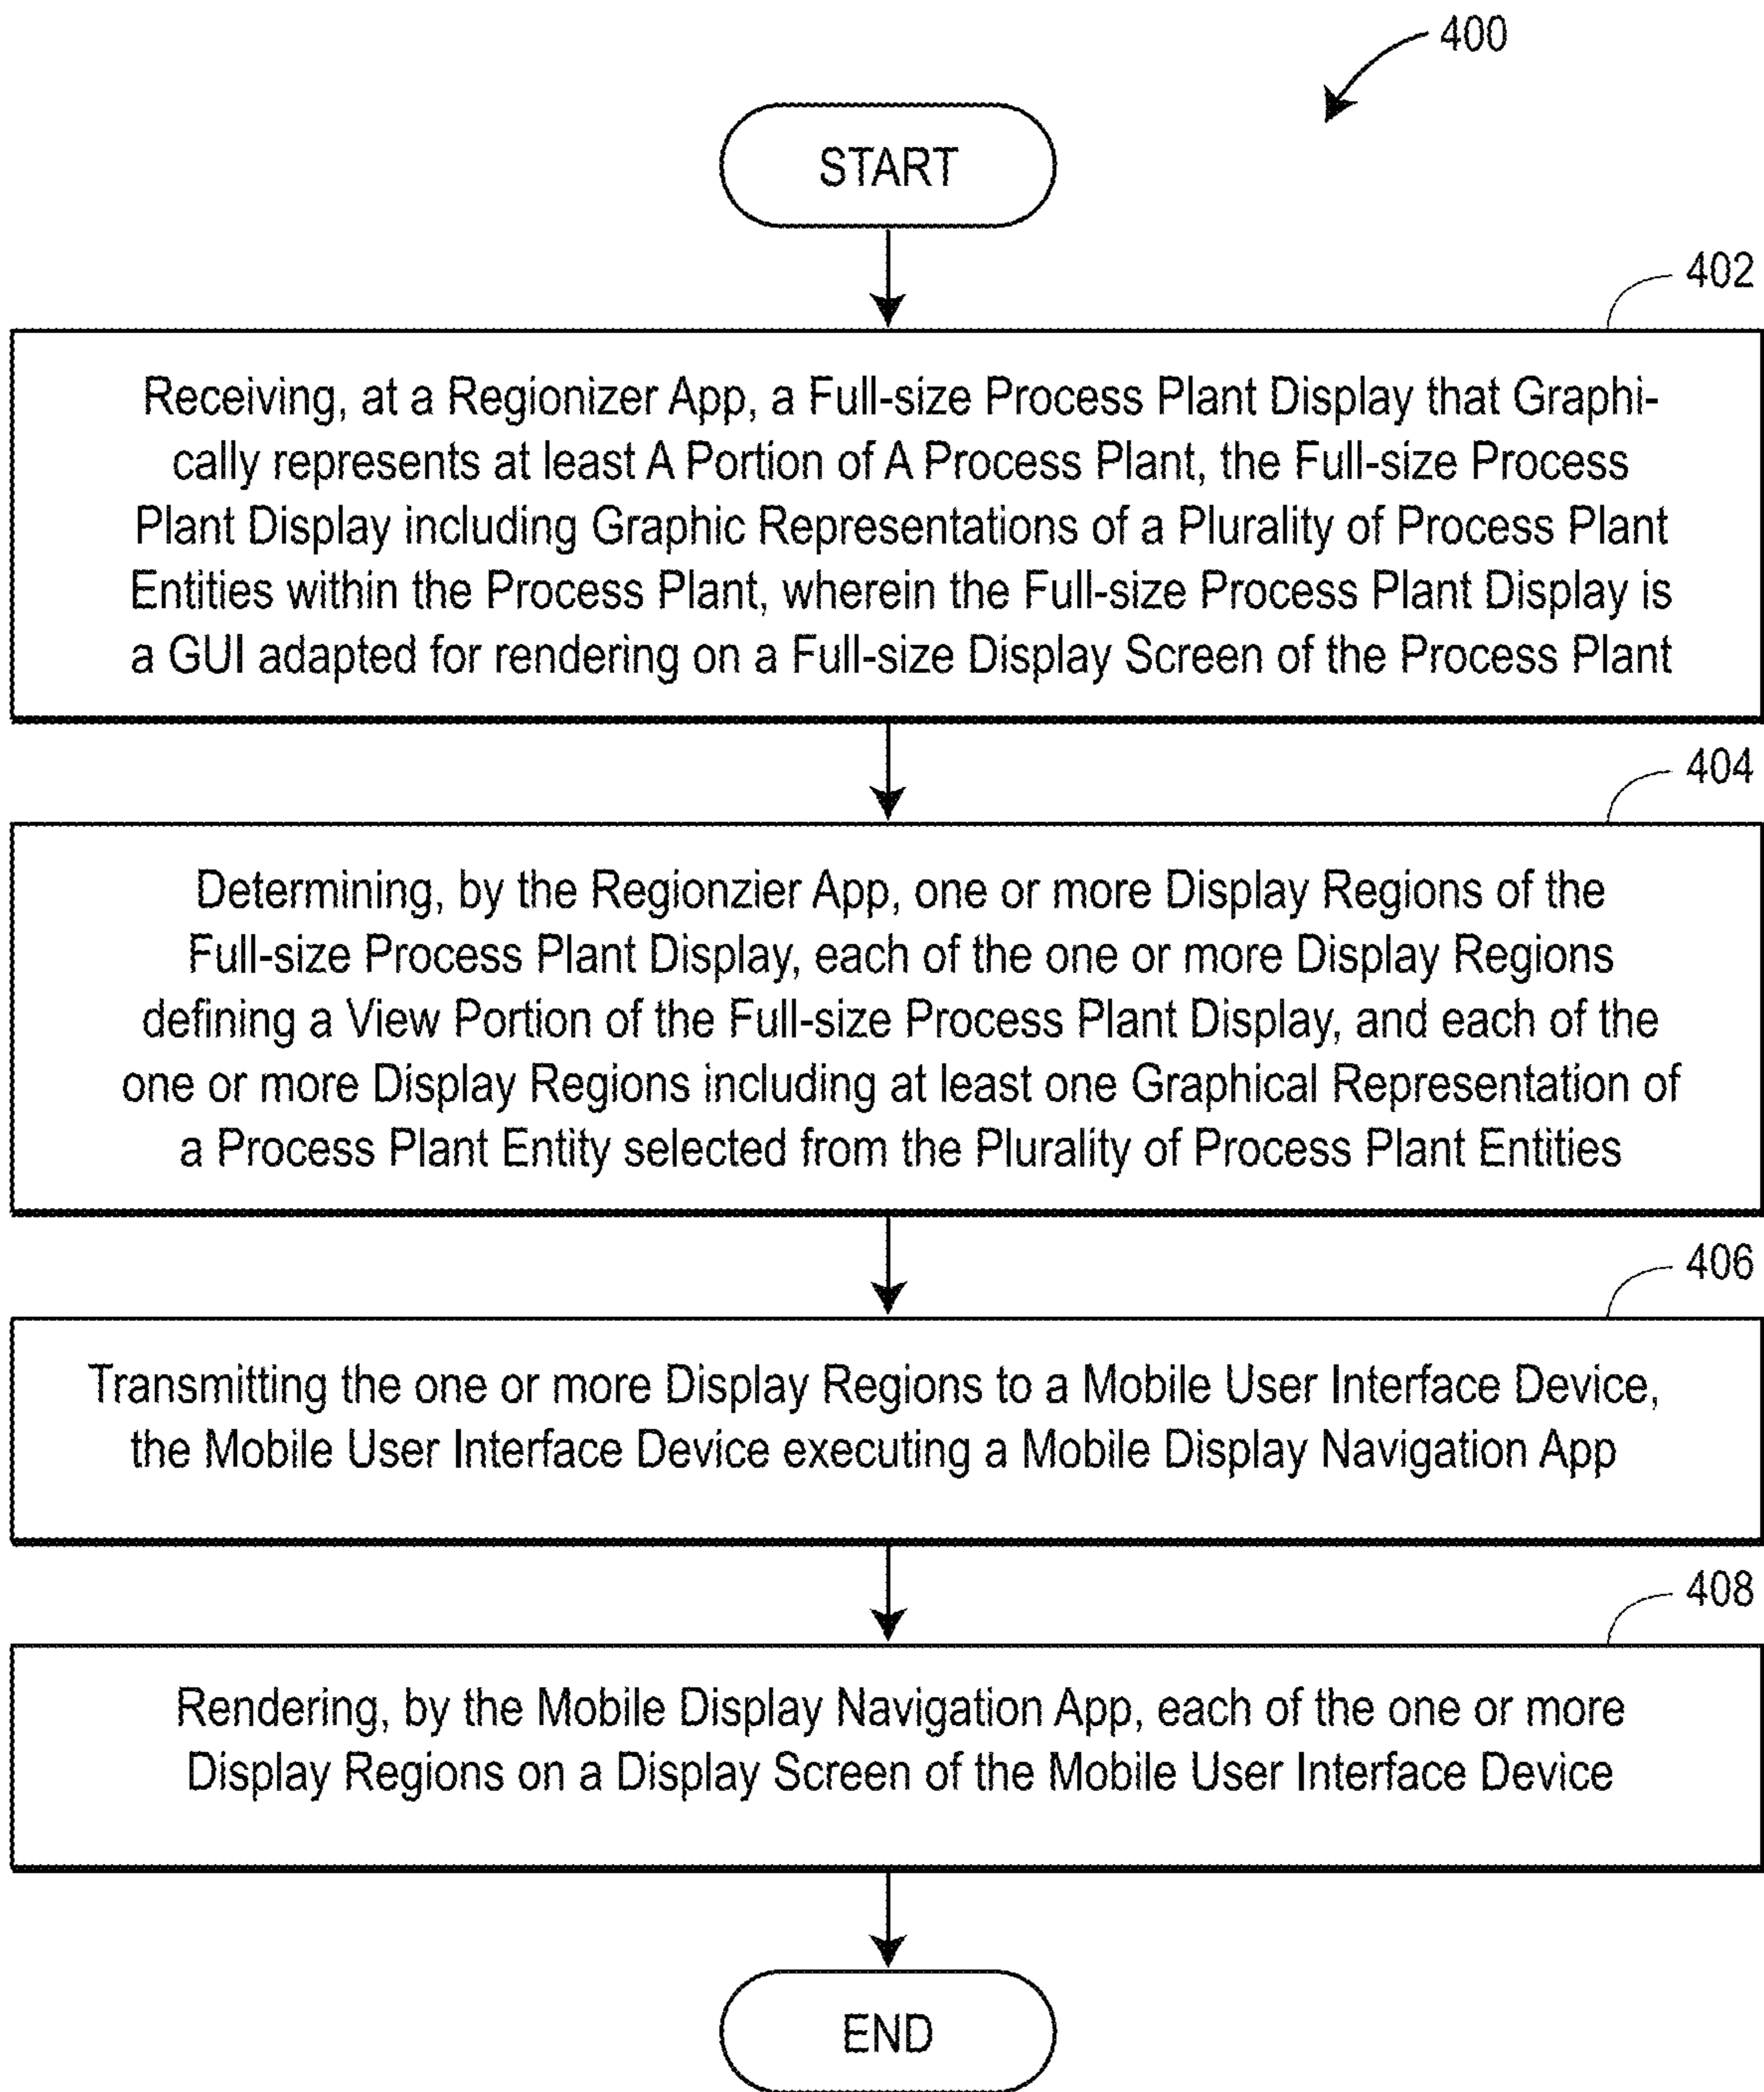 400
START
402
Receiving, at a Regionizer App, a Full-size Process Plant Display that Graphi-
cally represents at least A Portion of A Process Plant, the Full-size Process
Plant Display including Graphic Representations of a Plurality of Process Plant
Entities within the Process Plant, wherein the Full-size Process Plant Display is
a GUI adapted for rendering on a Full-size Display Screen of the Process Plant
404
Determining, by the Regionzier App, one or more Display Regions of the
Full-size Process Plant Display, each of the one or more Display Regions
defining a View Portion of the Full-size Process Plant Display, and each of the
one or more Display Regions including at least one Graphical Representation of
a Process Plant Entity selected from the Plurality of Process Plant Entities
406
Transmitting the one or more Display Regions to a Mobile User Interface Device,
the Mobile User Interface Device executing a Mobile Display Navigation App
408
Rendering, by the Mobile Display Navigation App, each of the one or more
Display Regions on a Display Screen of the Mobile User Interface Device
END